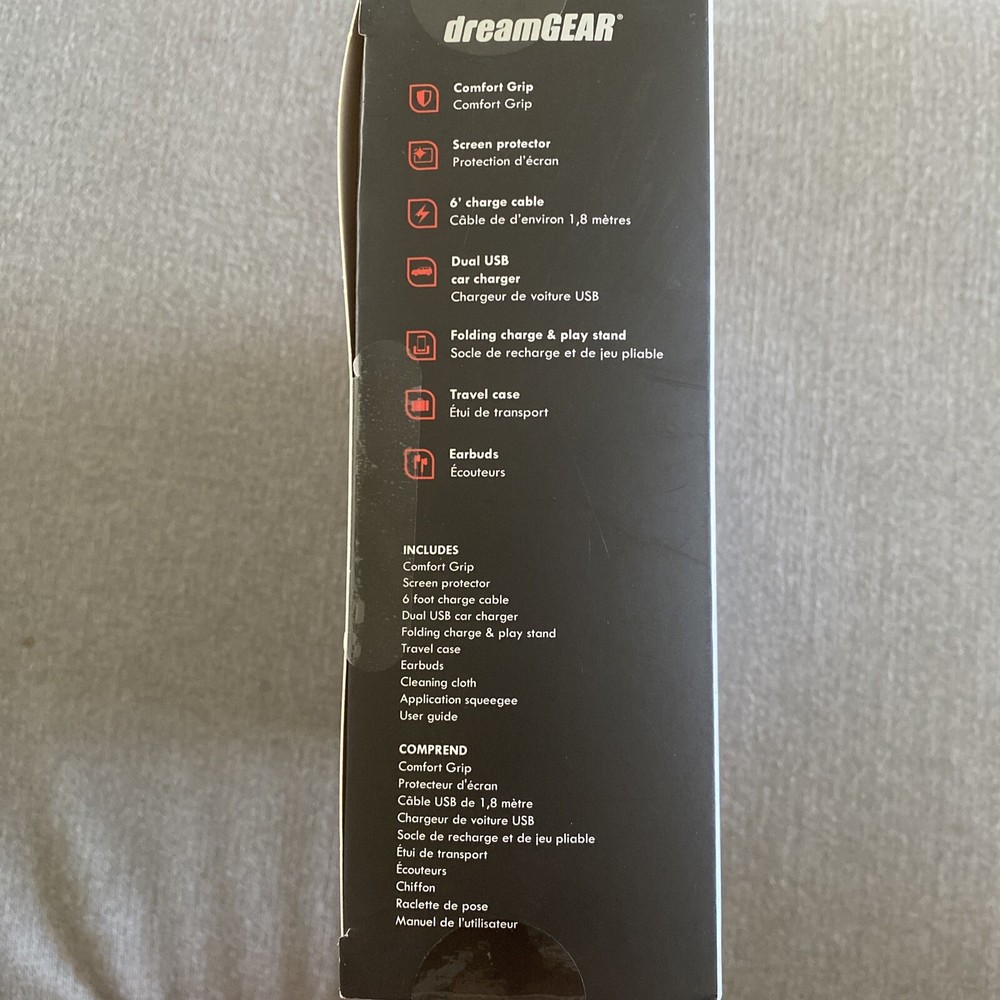 dreamGEAR®
Comfort Grip
Comfort Grip
Screen protector
Protection d'écran
6' charge cable
Câble de d'environ 1,8 mètres
Dual USB
car charger
Chargeur de voiture USB
Folding charge & play stand
Socle de recharge et de jeu pliable
Travel case
Étui de transport
Earbuds
Écouteurs
INCLUDES
Comfort Grip
Screen protector
6 foot charge cable
Dual USB car charger
Folding charge & play stand
Travel case
Earbuds
Cleaning cloth
Application squeegee
User guide
COMPREND
Comfort Grip
Protecteur d'écran
Câble USB de 1,8 mètre
Chargeur de voiture USB
Socle de recharge et de jeu pliable
Étui de transport
Écouteurs
Chiffon
Raclette de pose
Manuel de l'utilisateur